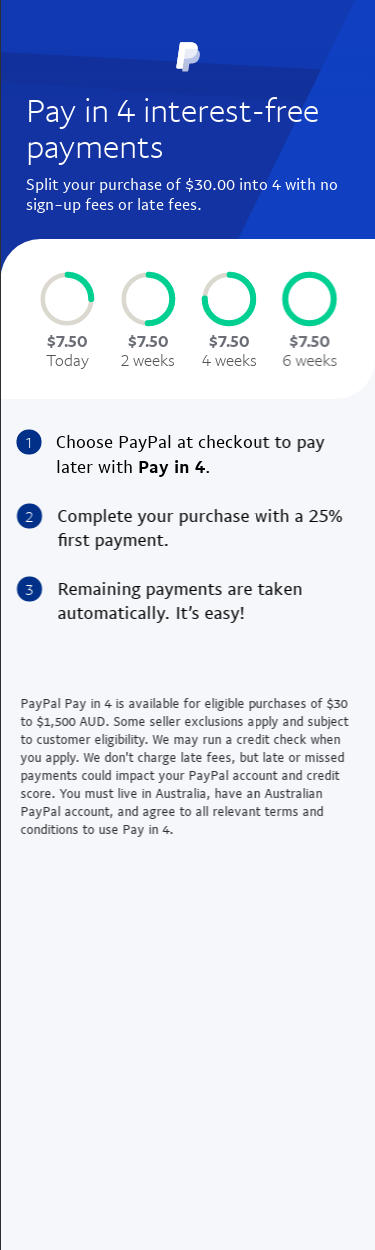 Pay in 4 interest-free
payments
Split your purchase of $30.00 into 4 with no
sign-up fees or late fees.
$7.50 $7.50 $7.50 $7.50
Today 2 weeks 4 weeks 6 weeks
1 Choose PayPal at checkout to pay
later with Pay in 4.
2 Complete your purchase with a 25%
first payment.
3 Remaining payments are taken
automatically. It's easy!
PayPal Pay in 4 is available for eligible purchases of $30
to $1,500 AUD. Some seller exclusions apply and subject
to customer eligibility. We may run a credit check when
you apply. We don't charge late fees, but late or missed
payments could impact your PayPal account and credit
score. You must live in Australia, have an Australian
PayPal account, and agree to all relevant terms and
conditions to use Pay in 4.